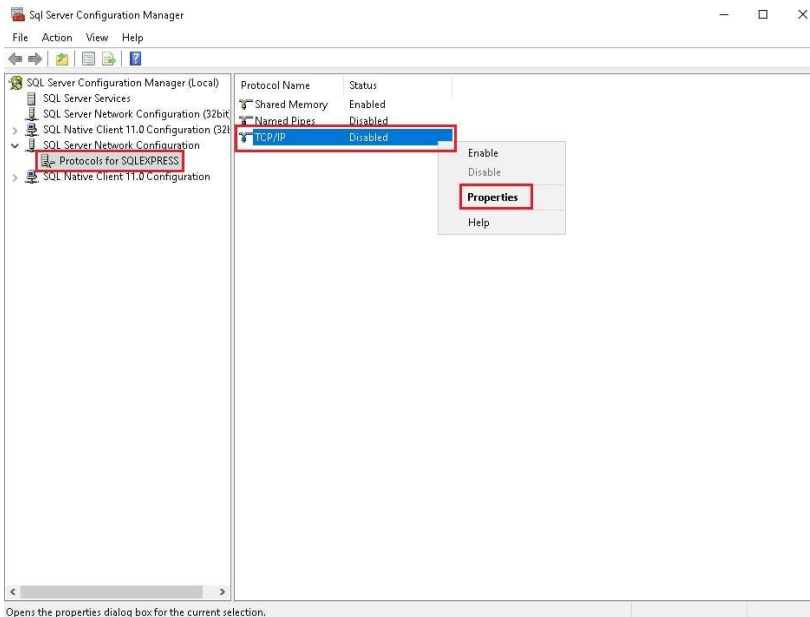 Sql Server Configuration Manager
File Action View Help
SQL Server Configuration Manager (Local)
SQL Server Services
SQL Server Network Configuration (32bit
SQL Native Client 11.0 Configuration (32b
SQL Server Network Configuration
Protocols for SQLEXPRESS
SQL Native Client 11.0 Configuration
Protocol Name Status
Shared Memory Enabled
Named Pipes Disabled
TCP/IP Disabled
Enable
Disable
Properties
Help
Opens the properties dialog box for the current selection.